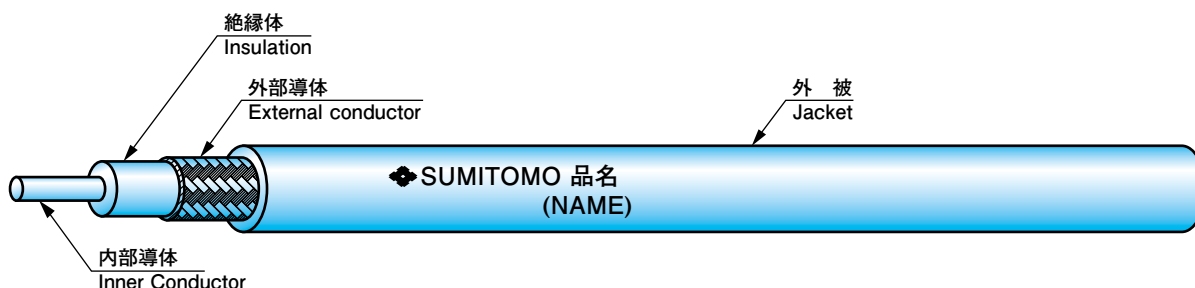 絶縁体
Insulation
外部導体
External conductor
外 被
Jacket
SUMITOMO 品名
(NAME)
内部導体
Inner Conductor